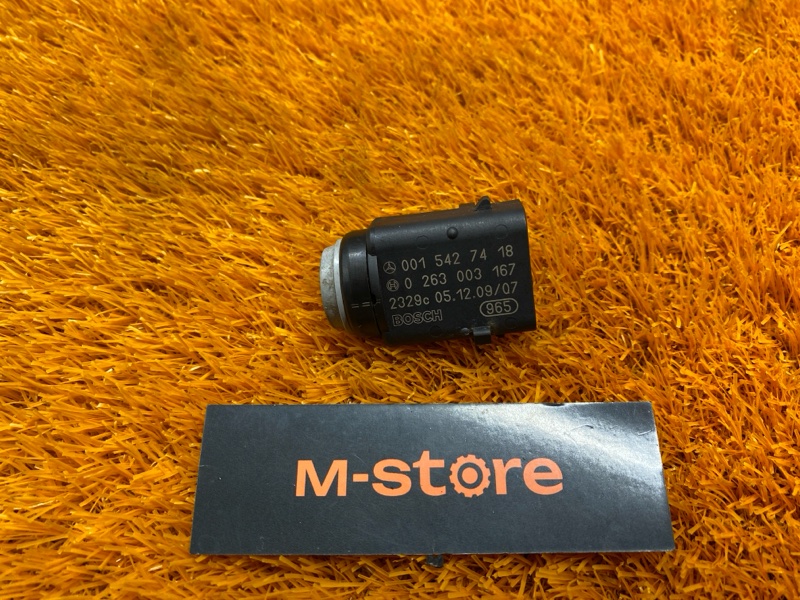 001 542 74 18
0 263 003 167
2329c 05.12.09/07
BOSCH 965
M-store